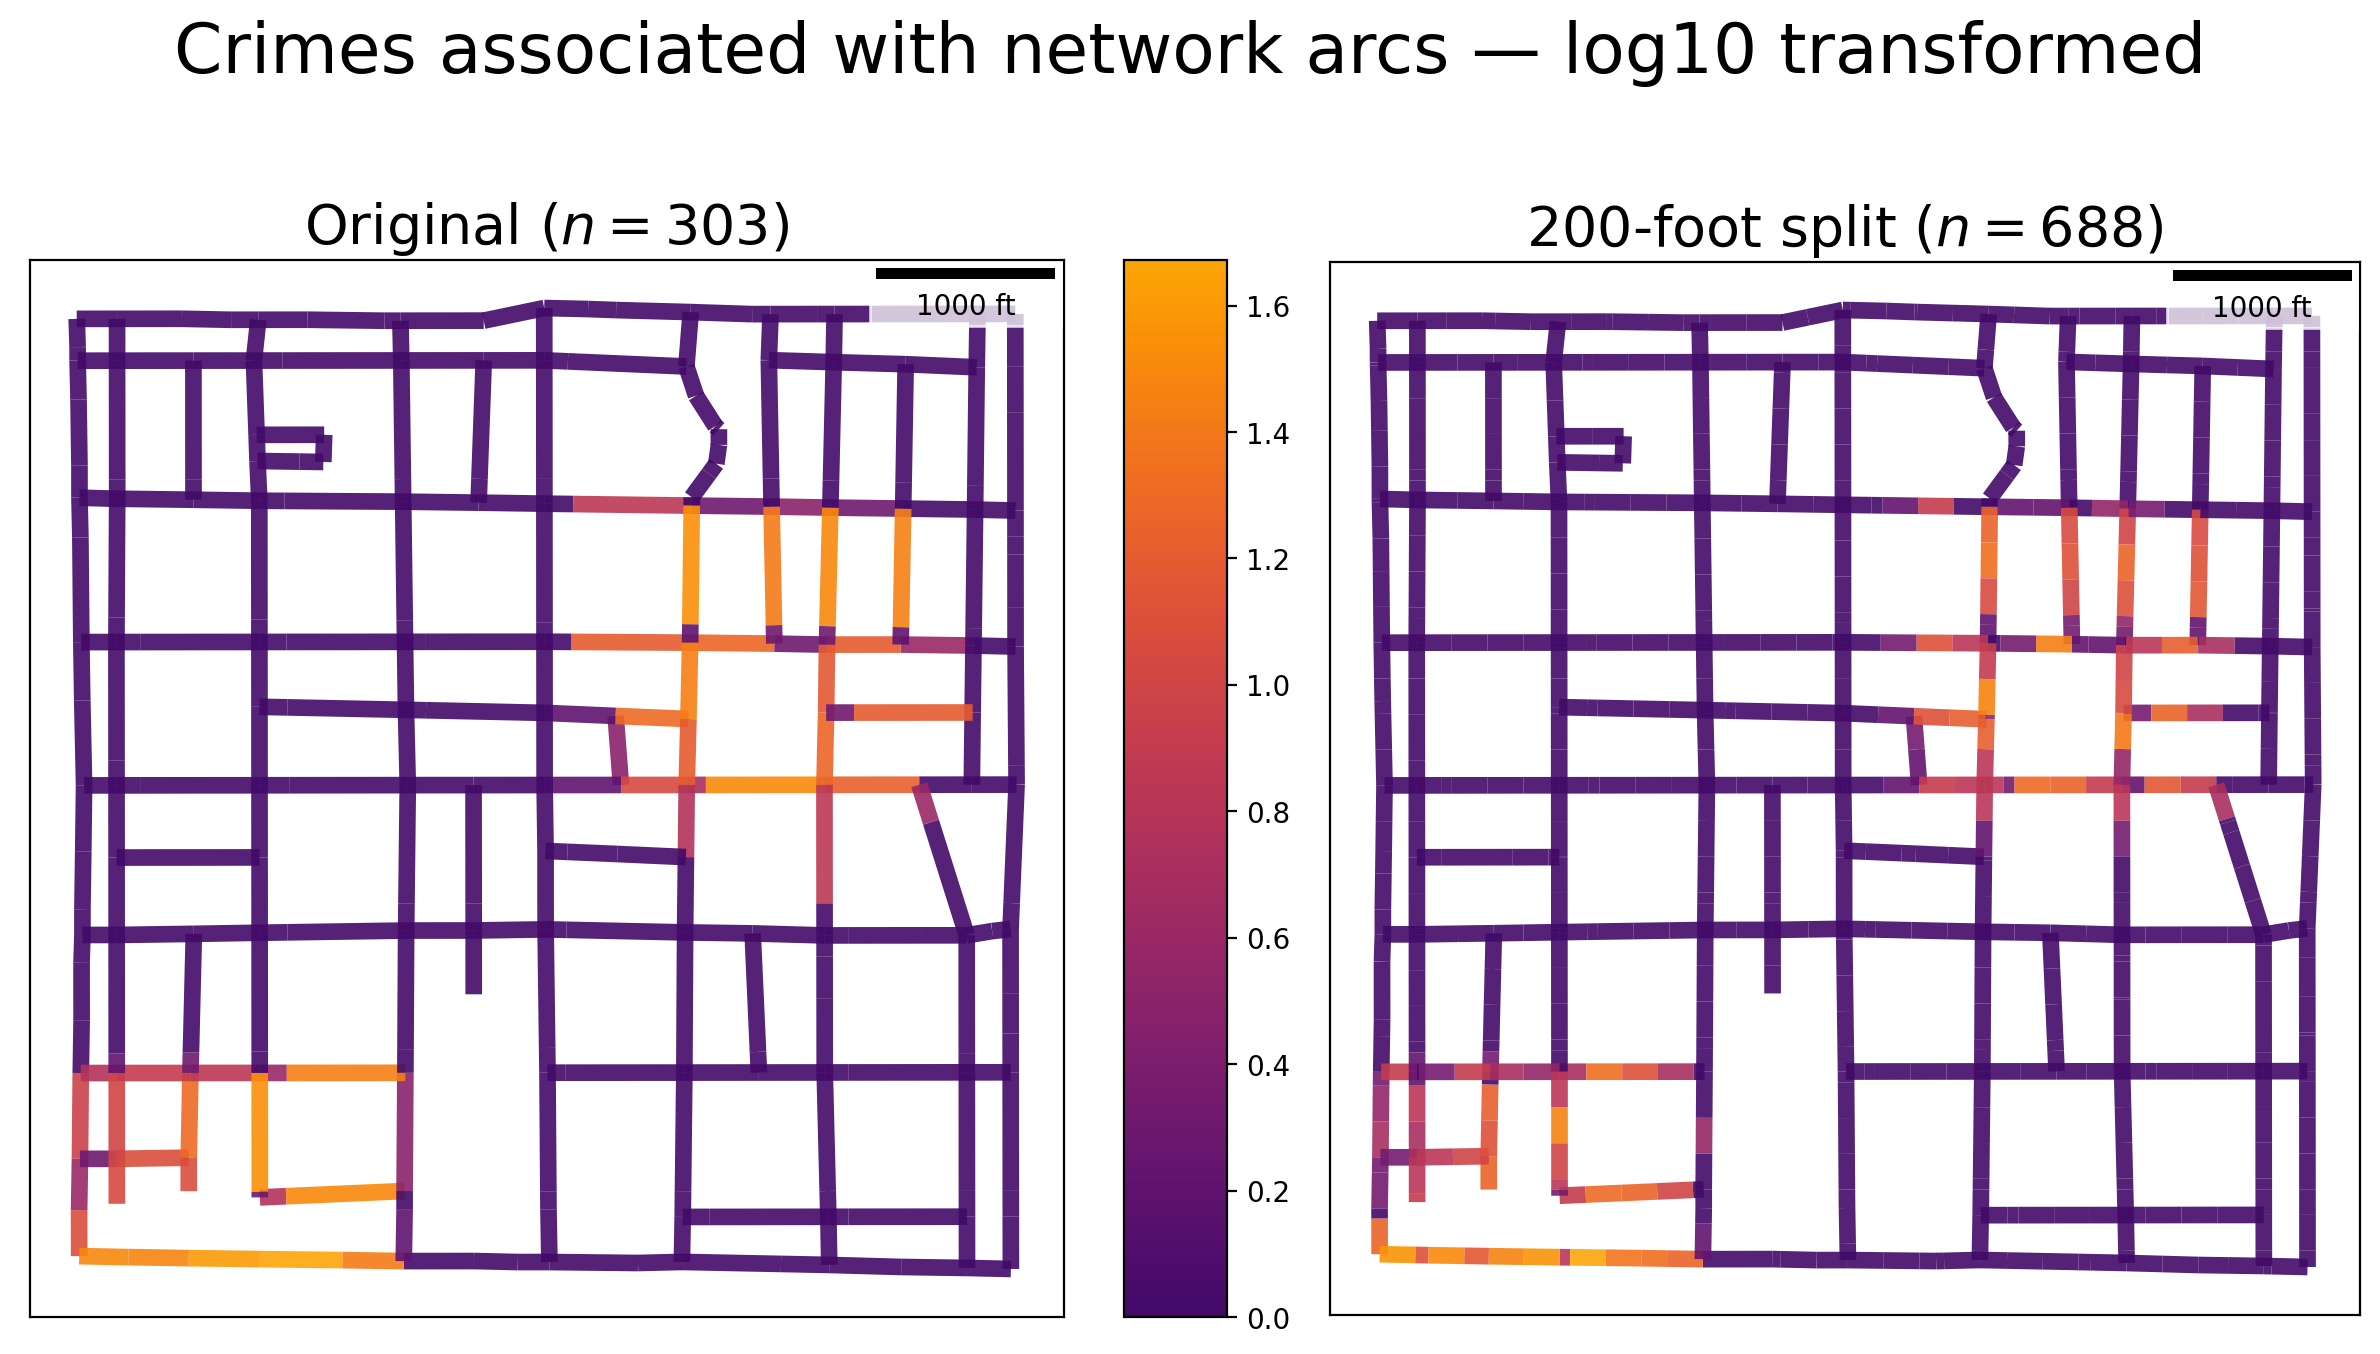 Crimes associated with network arcs — log10 transformed
Original (n = 303)
200-foot split (n = 688)
1000 ft
1000 ft
1.6
1.4
1.2
1.0
0.8
0.6
0.4
0.2
0.0